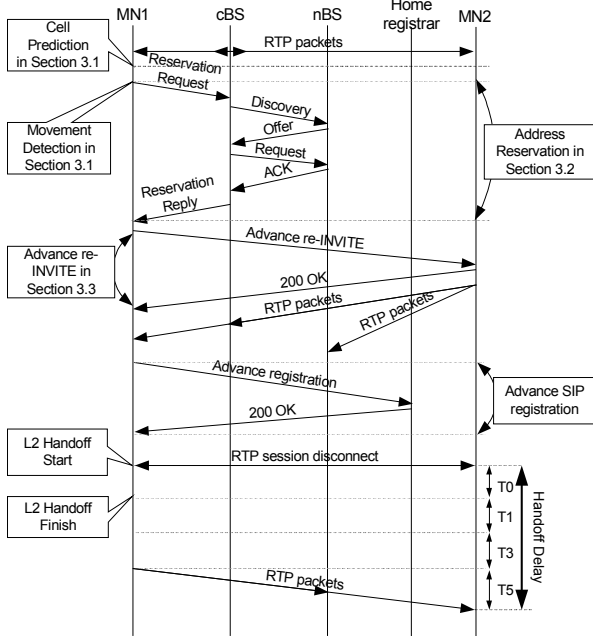 MN1
cBS
nBS
Home
registrar
MN2
Cell
Prediction
in Section 3.1
RTP packets
Reservation
Request
Discovery
Offer
Request
ACK
Reservation
Reply
Movement
Detection in
Section 3.1
Address
Reservation in
Section 3.2
Advance re-INVITE
Advance re-
INVITE in
Section 3.3
200 OK
RTP packets
RTP packets
Advance registration
200 OK
Advance SIP
registration
L2 Handoff
Start
RTP session disconnect
L2 Handoff
Finish
T0
T1
T3
T5
Handoff Delay
RTP packets